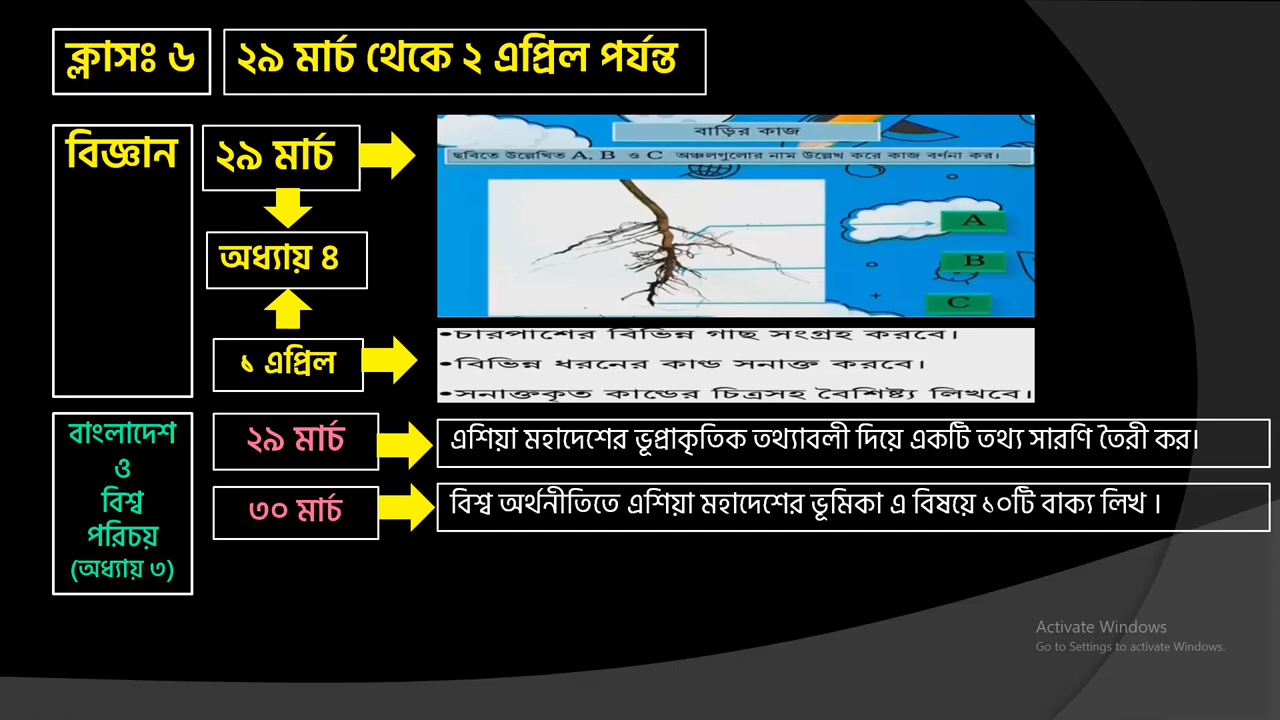 ক্লাসঃ ৬
২৯ মার্চ থেকে ২ এপ্রিল পর্যন্ত
বিজ্ঞান
২৯ মার্চ
বাড়ির কাজ
ছবিতে উল্লেখিত A, B ও C অঞ্চলগুলোর নাম উল্লেখ করে কাজ বর্ণনা কর।
A
B
C
অধ্যায় ৪
১ এপ্রিল
•চারপাশের বিভিন্ন গাছ সংগ্রহ করবে।
•বিভিন্ন ধরনের কান্ড সনাক্ত করবে।
•সনাক্তকৃত কান্ডের চিত্রসহ বৈশিষ্ট্য লিখবে।
বাংলাদেশ
ও
বিশ্ব
পরিচয়
(অধ্যায় ৩)
২৯ মার্চ
এশিয়া মহাদেশের ভূপ্রাকৃতিক তথ্যাবলী দিয়ে একটি তথ্য সারণি তৈরী কর।
৩০ মার্চ
বিশ্ব অর্থনীতিতে এশিয়া মহাদেশের ভূমিকা এ বিষয়ে ১০টি বাক্য লিখ ।
Activate Windows
Go to Settings to activate Windows.